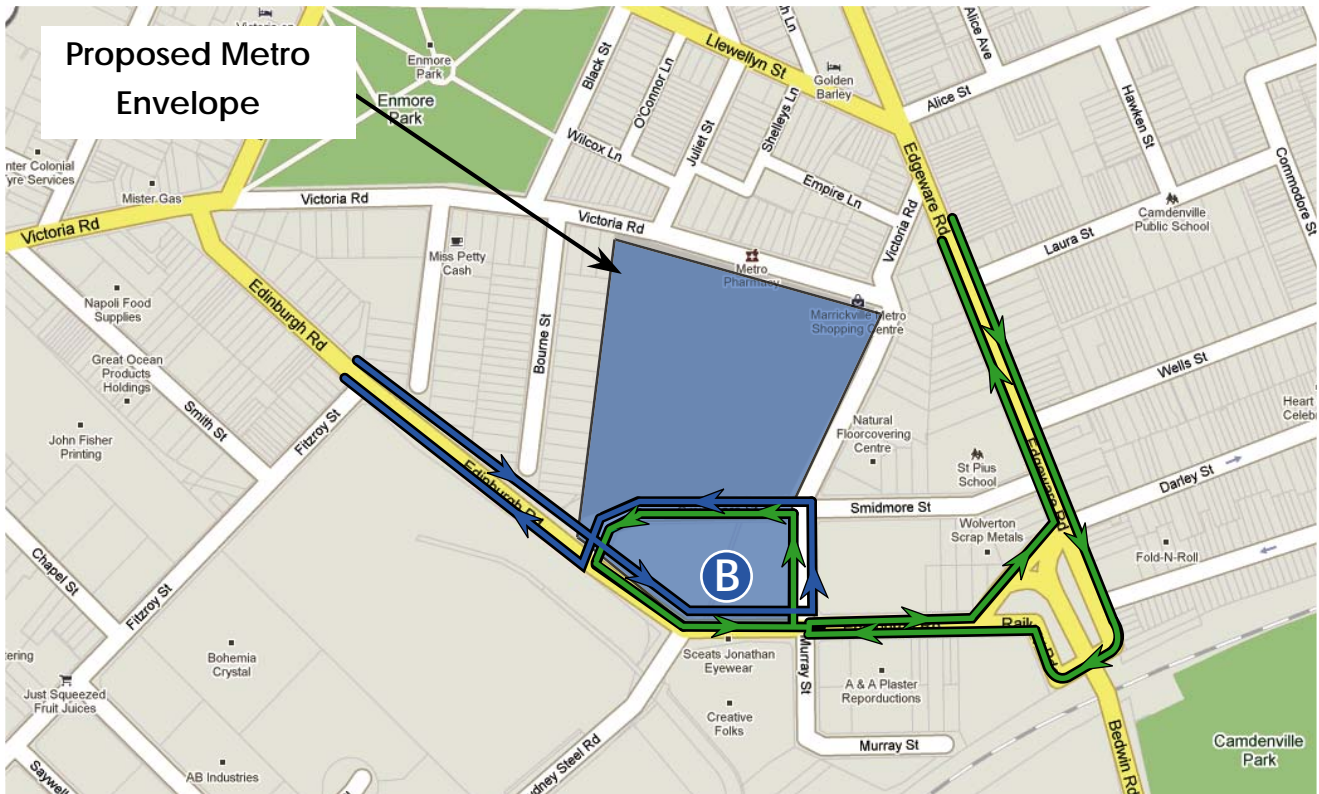 Proposed Metro
Envelope
Enmore
Park
Enmore
Park
Black St
O'Connor Ln
Wilcox Ln
Juliet St
Shelleys Ln
Llewellyn St
Golden
Barley
Alice Ave
Alice St
Hawken St
Commodore St
Camdenville
Public School
Laura St
Edgeware Rd
Empire Ln
Victoria Rd
Victoria Rd
Victoria Rd
Victoria Rd
Mister Gas
Colonial
Tyre Services
Miss Petty
Cash
Metro
Pharmacy
Marrickville Metro
Shopping Centre
Napoli Food
Supplies
Great Ocean
Products
Holdings
John Fisher
Printing
Edinburgh Rd
Smith St
Fitzroy St
Bourne St
Edinburgh Rd
Natural
Floorcovering
Centre
St Pius
School
Smidmore St
Wolverton
Scrap Metals
Edgeware Rd
Wells St
Darley St
Heart
Fold-N-Roll
B
Chapel St
Fitzroy St
Bohemia
Crystal
Just Squeezed
Fruit Juices
AB Industries
Sceats Jonathan
Eyewear
Creative
Folks
Murray St
A & A Plaster
Reporductions
Murray St
Bedwin Rd
Camdenville
Park